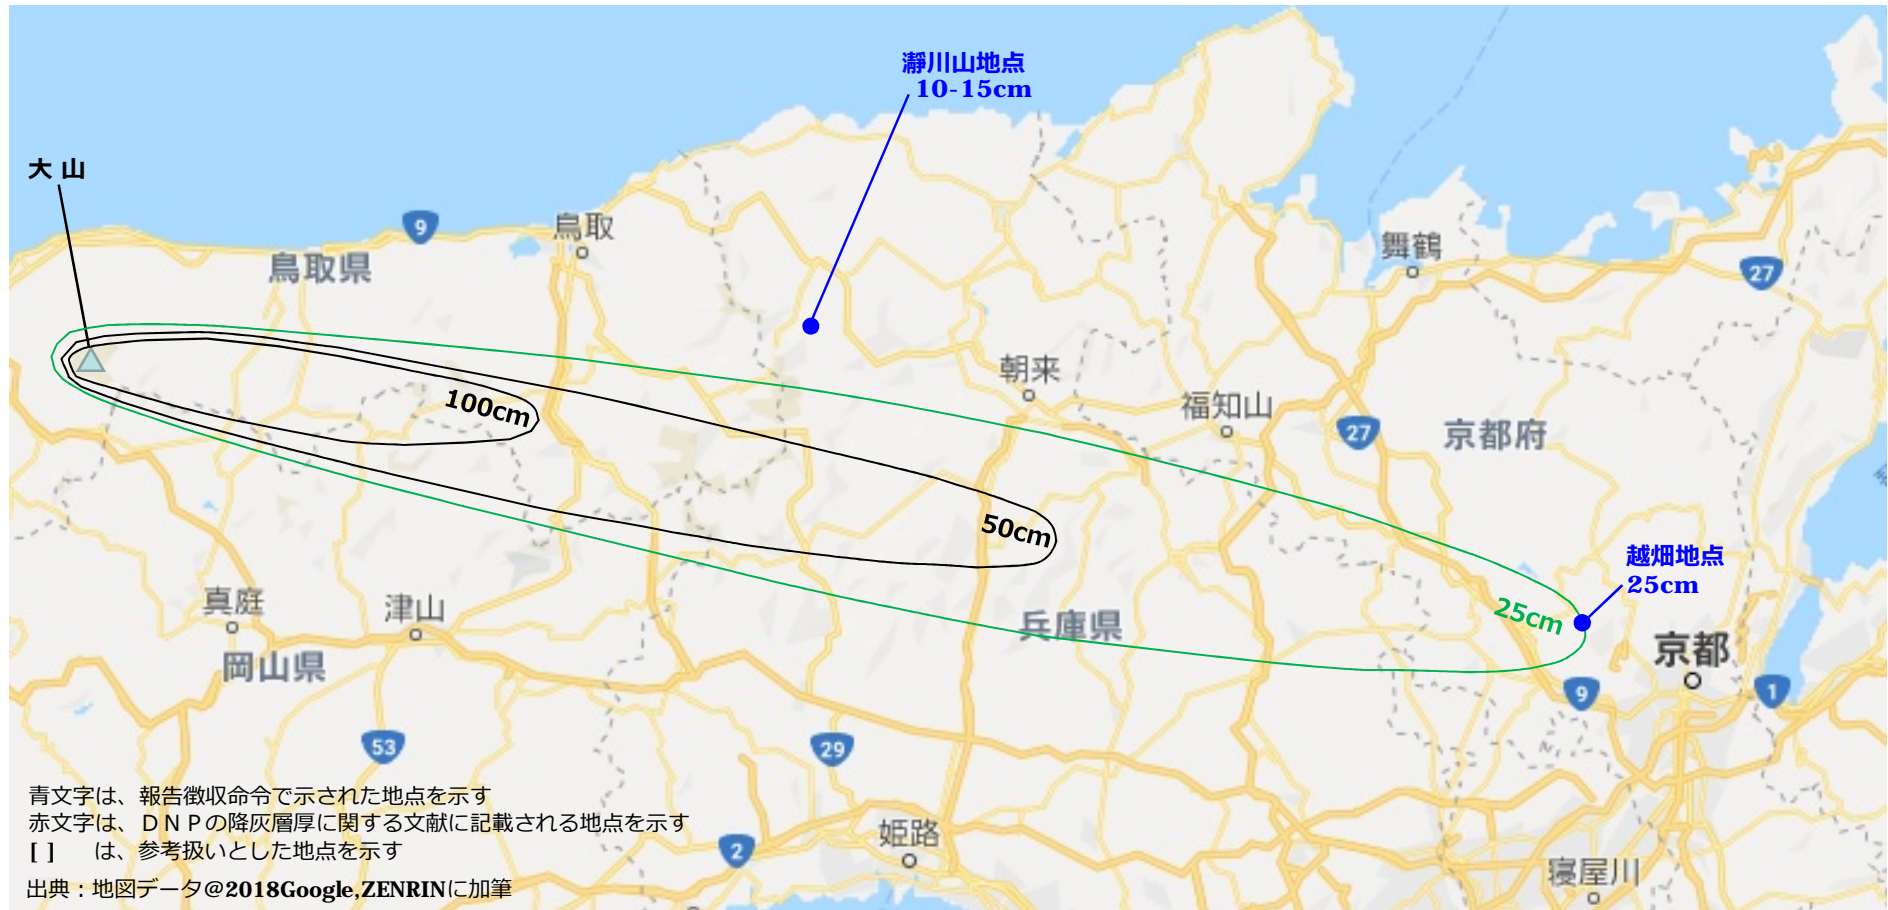 瀞川山地点
10-15cm
大 山
9
鳥取
鳥取県
舞鶴
27
100cm
朝来
福知山
27
京都府
50cm
越畑地点
25cm
25cm
真庭
津山
兵庫県
京都
岡山県
9
1
53
29
青文字は、報告徴収命令で示された地点を示す
赤文字は、ＤＮＰの降灰層厚に関する文献に記載される地点を示す
[ ] は、参考扱いとした地点を示す
2
姫路
寝屋川
出典：地図データ@2018Google,ZENRINに加筆